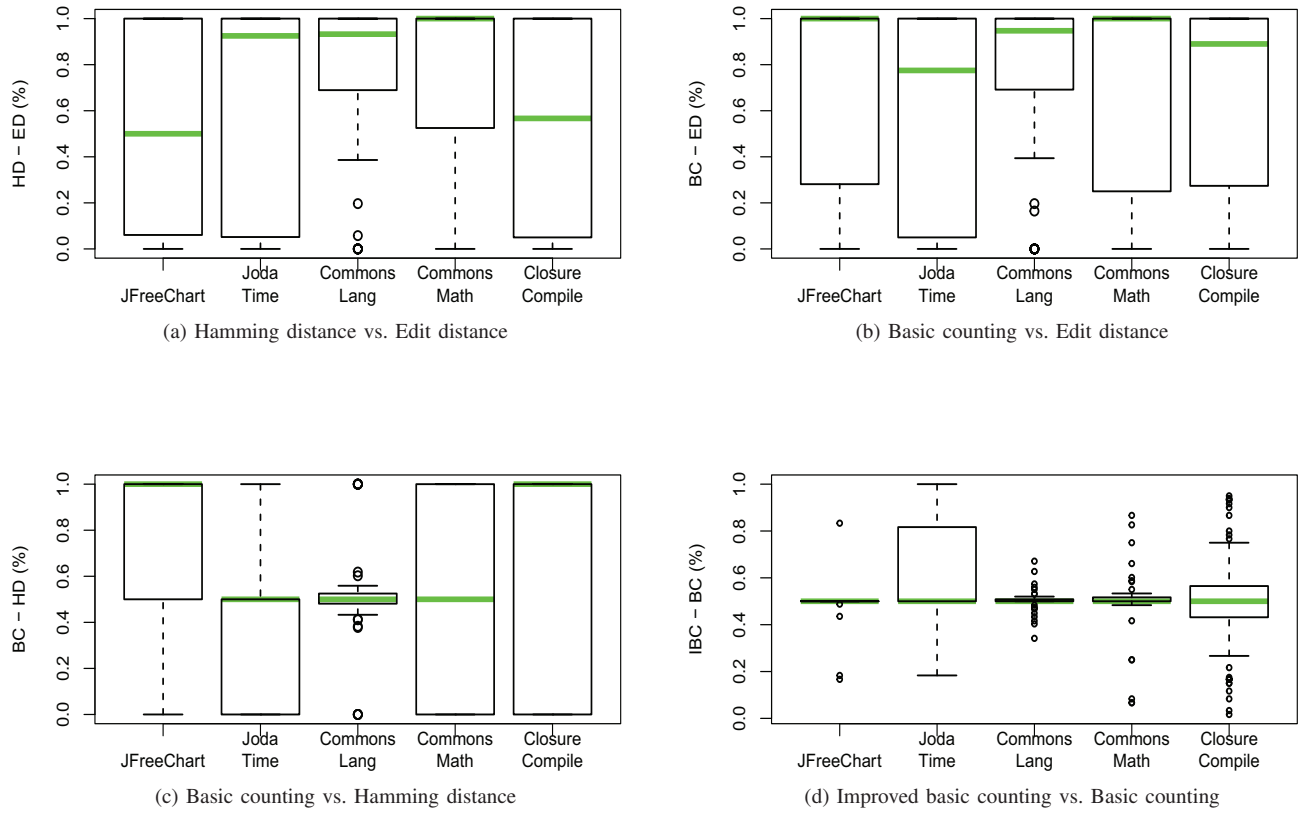 HD − ED (%)
1.0
0.8
0.6
0.4
0.2
0.0
Joda Commons Commons Closure
JFreeChart Time Lang Math Compile
(a) Hamming distance vs. Edit distance
BC − ED (%)
1.0
0.8
0.6
0.4
0.2
0.0
Joda Commons Commons Closure
JFreeChart Time Lang Math Compile
(b) Basic counting vs. Edit distance
BC − HD (%)
1.0
0.8
0.6
0.4
0.2
0.0
Joda Commons Commons Closure
JFreeChart Time Lang Math Compile
(c) Basic counting vs. Hamming distance
IBC − BC (%)
1.0
0.8
0.6
0.4
0.2
0.0
Joda Commons Commons Closure
JFreeChart Time Lang Math Compile
(d) Improved basic counting vs. Basic counting